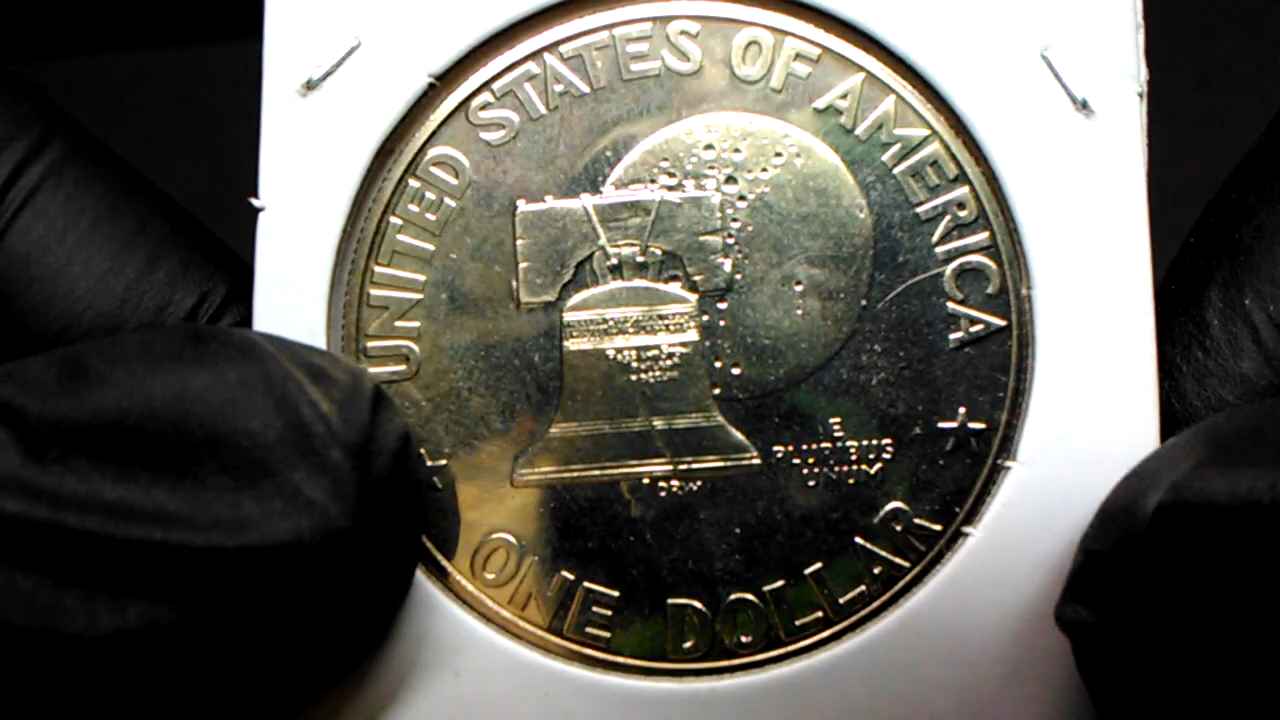 UNITED STATES OF AMERICA
E
PLURIBUS
UNUM
ONE DOLLAR